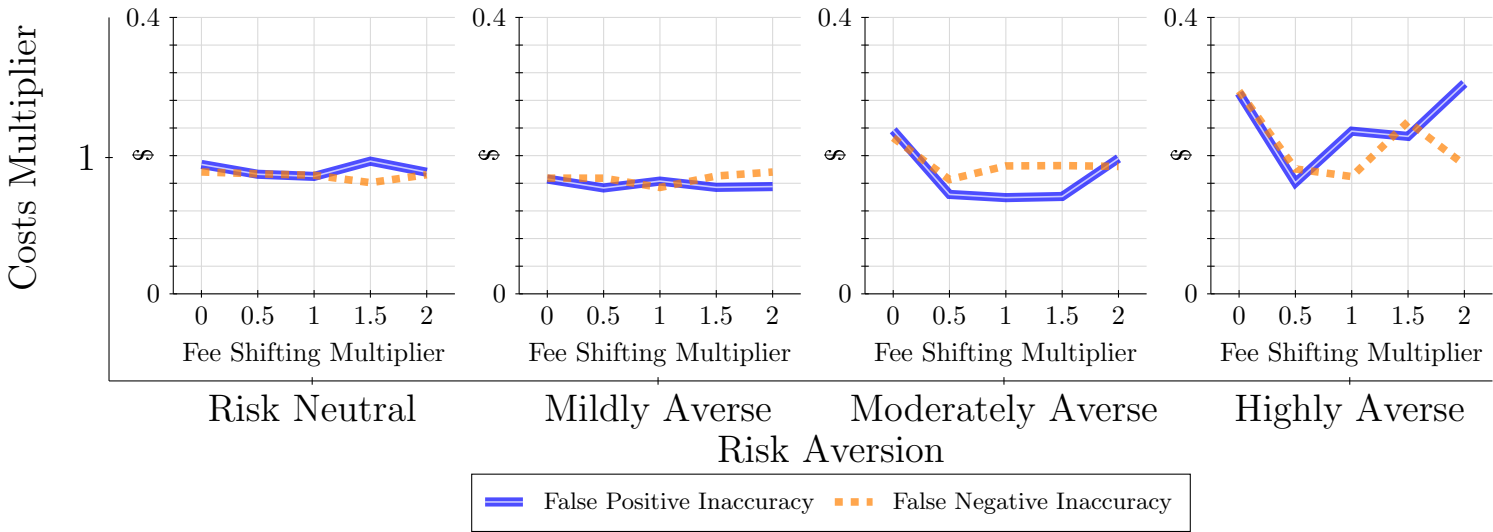 Costs Multiplier
1
0.4
$
0
0 0.5 1 1.5 2
Fee Shifting Multiplier
0.4
$
0
0 0.5 1 1.5 2
Fee Shifting Multiplier
0.4
$
0
0 0.5 1 1.5 2
Fee Shifting Multiplier
0.4
$
0
0 0.5 1 1.5 2
Fee Shifting Multiplier
Risk Neutral
Mildly Averse
Moderately Averse
Highly Averse
Risk Aversion
False Positive Inaccuracy
False Negative Inaccuracy